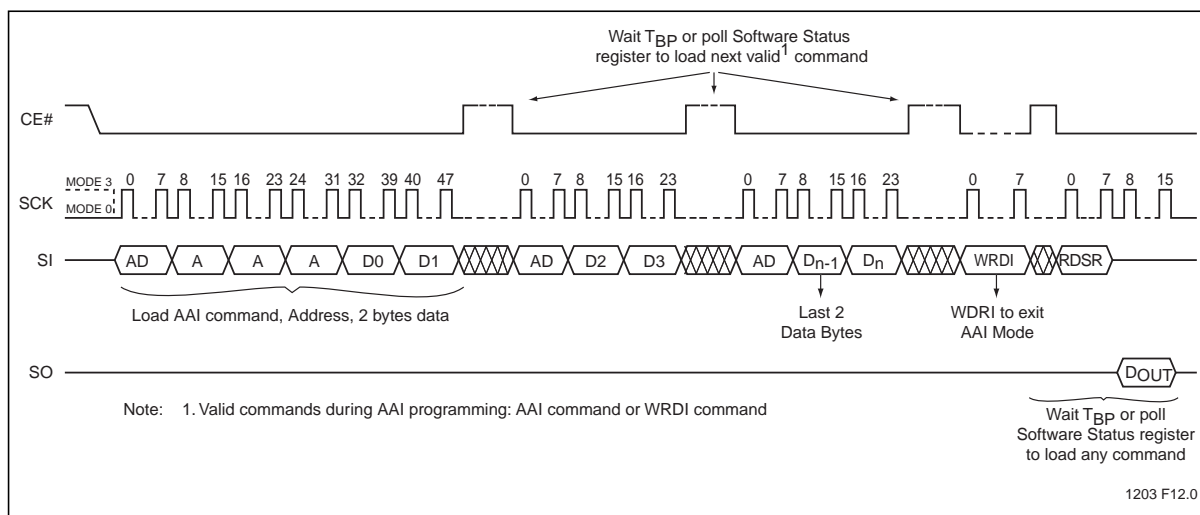 Wait TBP or poll Software Status
register to load next valid1 command
CE#
MODE 3 0 7 8 15 16 23 24 31 32 39 40 47 0 7 8 15 16 23 0 7 8 15 16 23 0 7 0 7 8 15
SCK MODE 0
SI AD A A A D0 D1 AD D2 D3 AD Dn-1 Dn WRDI RDSR
Load AAI command, Address, 2 bytes data
Last 2
Data Bytes
WDRI to exit
AAI Mode
SO DOUT
Note: 1. Valid commands during AAI programming: AAI command or WRDI command
Wait TBP or poll
Software Status register
to load any command
1203 F12.0